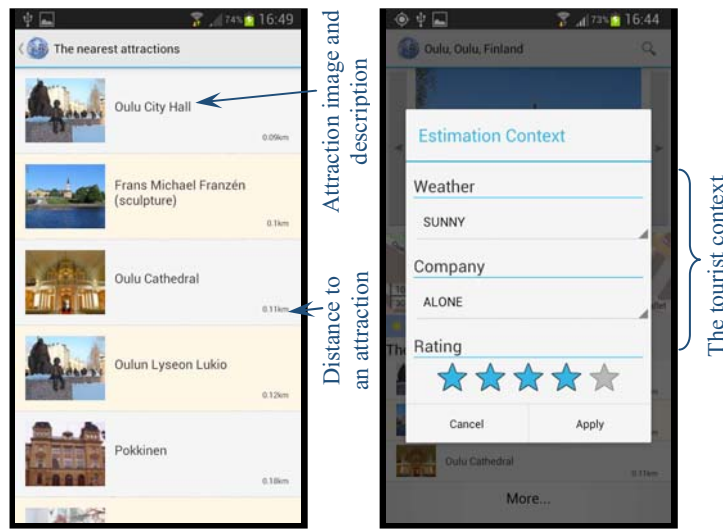 74% 16:49
The nearest attractions
Oulu City Hall
0.09km
Frans Michael Franzén
(sculpture)
0.1km
Oulu Cathedral
0.11km
Oulun Lyseon Lukio
0.12km
Pokkinen
0.18km
Attraction image and
description
Distance to
an attraction
73% 16:44
Oulu, Oulu, Finland
Estimation Context
Weather
SUNNY
Company
ALONE
Rating
Cancel
Apply
Oulu Cathedral
0.11km
More...
The tourist context